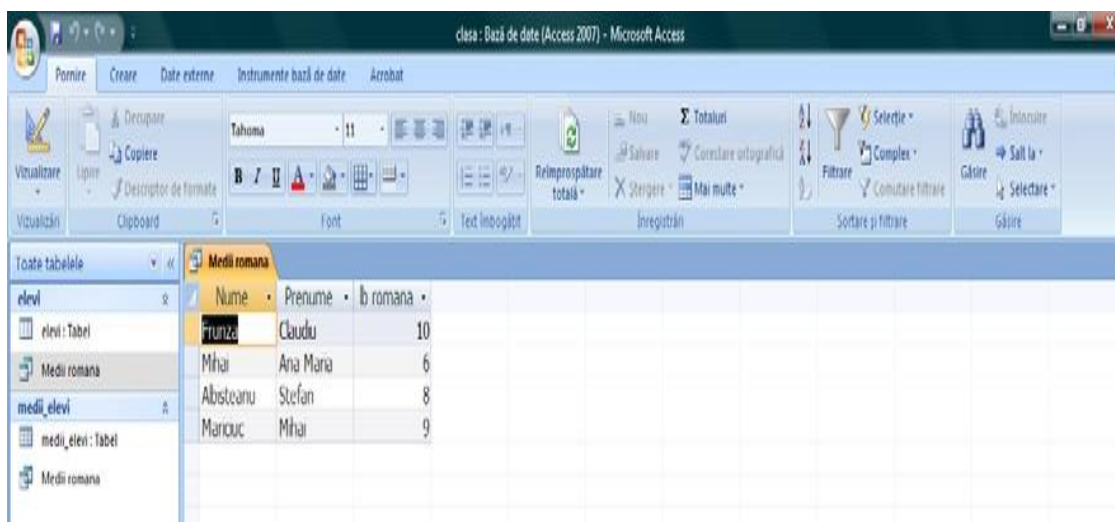 clasa : Bază de date (Access 2007) - Microsoft Access
Pornire Creare Date externe Instrumente bază de date Acrobat
Vizualizare
Lipire
Decupare
Copiere
Descriptor de formate
Tahoma 11
B I U A
Reîmprospătare totală
Nou
Salvare
Ștergere
Σ Totaluri
Corectare ortografică
Mai multe
Filtrare
Selecție
Complex
Comutare filtrare
Găsire
Înlocuire
Salt la
Selectare
Vizualizări Clipboard Font Text îmbogățit Înregistrări Sortare și filtrare Găsire
Toate tabelele
elevi
elevi : Tabel
Medii romana
medii_elevi
medii_elevi : Tabel
Medii romana
Medii romana
Nume Prenume lb romana
Frunza Claudiu 10
Mihai Ana Maria 6
Abisteanu Stefan 8
Mariciuc Mihai 9